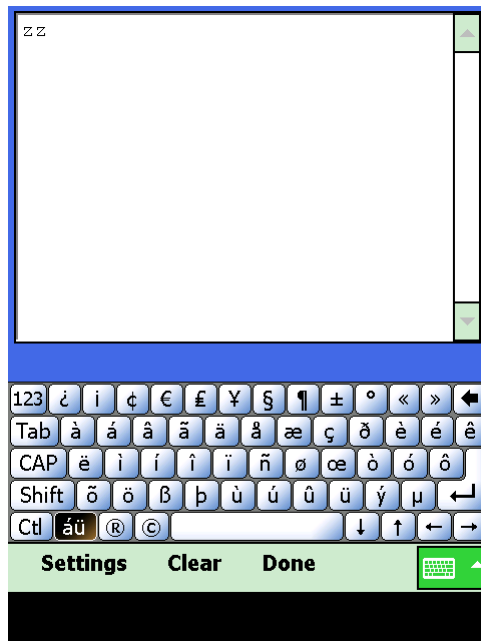 zz
123 ¿ ¡ ¢ € ₤ ¥ § ¶ ± º « »
Tab à á â ã ä å æ ç ð è é ê
CAP ë ì í î ï ñ ø œ ò ó ô
Shift õ ö ß þ ù ú û ü ý µ
Ctl áü ® © ↓ ↑ ← →
Settings Clear Done